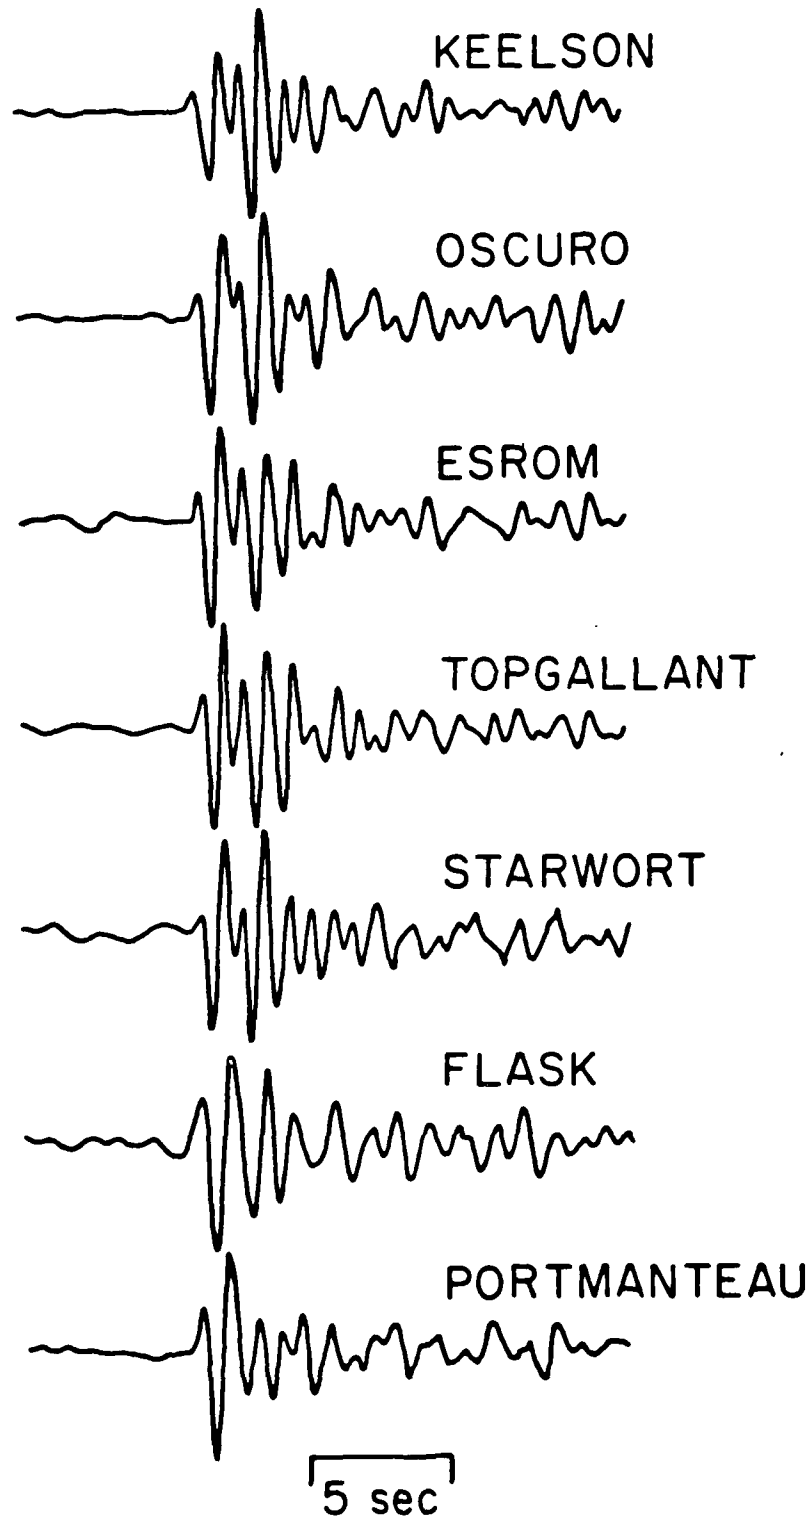 KEELSON
OSCURO
ESROM
TOPGALLANT
STARWORT
FLASK
PORTMANTEAU
5 sec